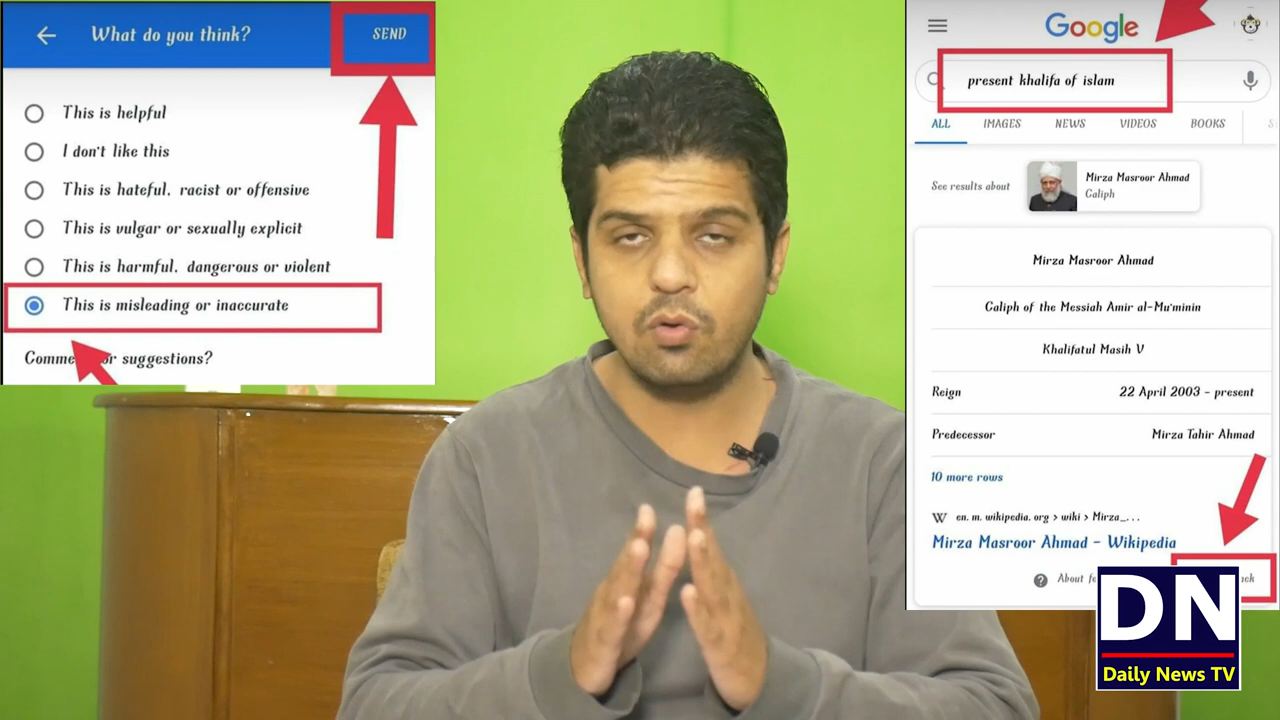 What do you think?
SEND
This is helpful
I don't like this
This is hateful, racist or offensive
This is vulgar or sexually explicit
This is harmful, dangerous or violent
This is misleading or inaccurate
or suggestions?
Google
present khalifa of islam
ALL IMAGES NEWS VIDEOS BOOKS
See results about
Mirza Masroor Ahmad
Caliph
Mirza Masroor Ahmad
Caliph of the Messiah Amir al-Mu'minin
Khalifatul Masih V
Reign 22 April 2003 – present
Predecessor Mirza Tahir Ahmad
10 more rows
W en. m. wikipedia. org > wiki > Mirza_. . .
Mirza Masroor Ahmad – Wikipedia
About
DN
Daily News TV